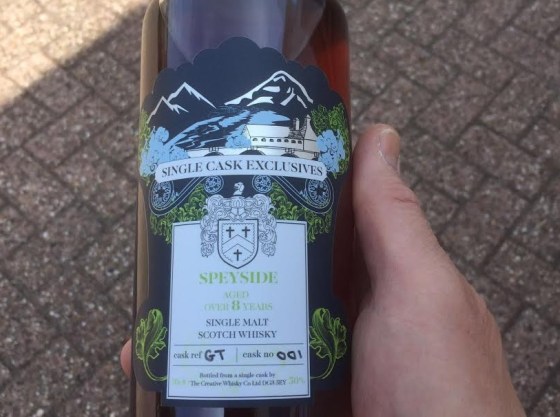 SINGLE CASK EXCLUSIVES
SPEYSIDE
AGED
OVER 8 YEARS
SINGLE MALT
SCOTCH WHISKY
cask ref GT cask no 001
Bottled from a single cask by
The Creative Whisky Co Ltd 50%